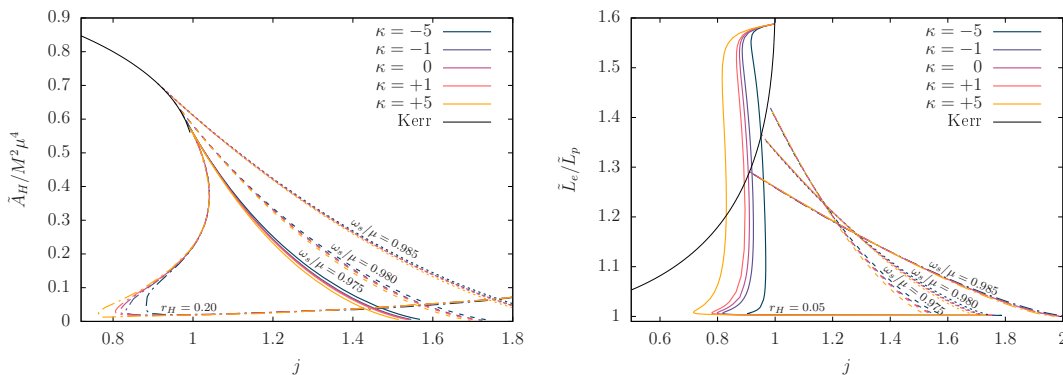 0.9
0.8
0.7
0.6
0.5
0.4
0.3
0.2
0.1
0
Ã_H/M²μ⁴
0.8 1 1.2 1.4 1.6 1.8
j
κ = −5
κ = −1
κ = 0
κ = +1
κ = +5
Kerr
ω_s/μ = 0.985
ω_s/μ = 0.980
ω_s/μ = 0.975
r_H = 0.20
1.6
1.5
1.4
1.3
1.2
1.1
1
L̃_e/L̃_p
0.6 0.8 1 1.2 1.4 1.6 1.8 2
j
κ = −5
κ = −1
κ = 0
κ = +1
κ = +5
Kerr
ω_s/μ = 0.985
ω_s/μ = 0.980
ω_s/μ = 0.975
r_H = 0.05